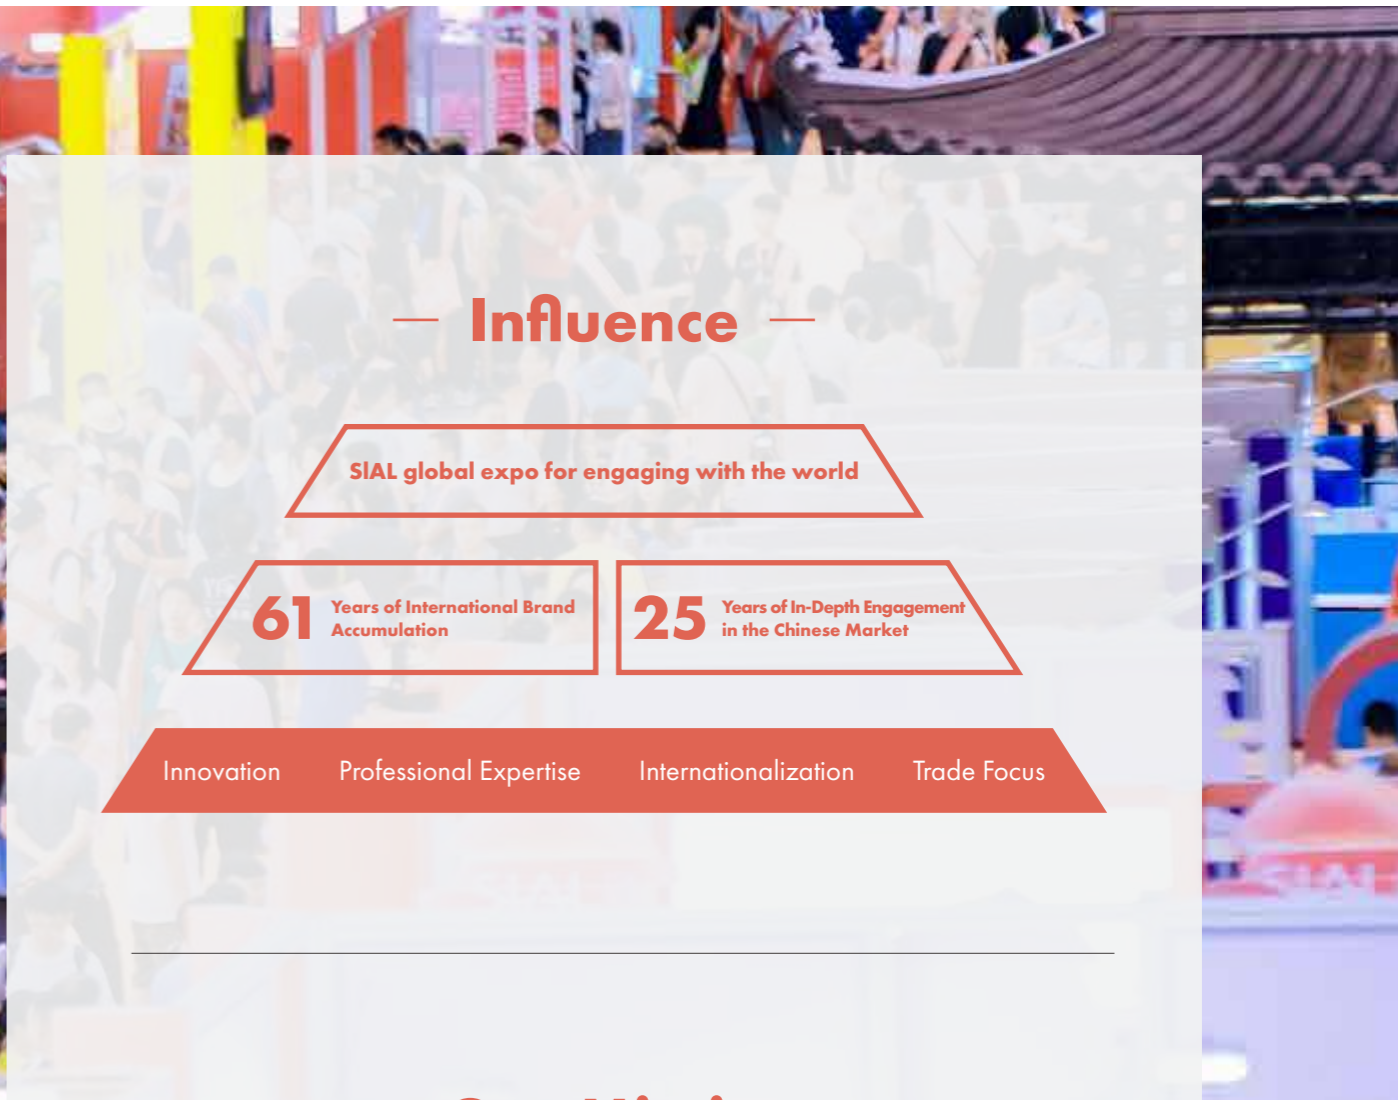 Influence
SlAL global expo for engaging with the world
61 Years of International Brand
Accumulation
25 Years of In-Depth Engagement
in the Chinese Market
Innovation Professional Expertise Internationalization Trade Focus
SIAL